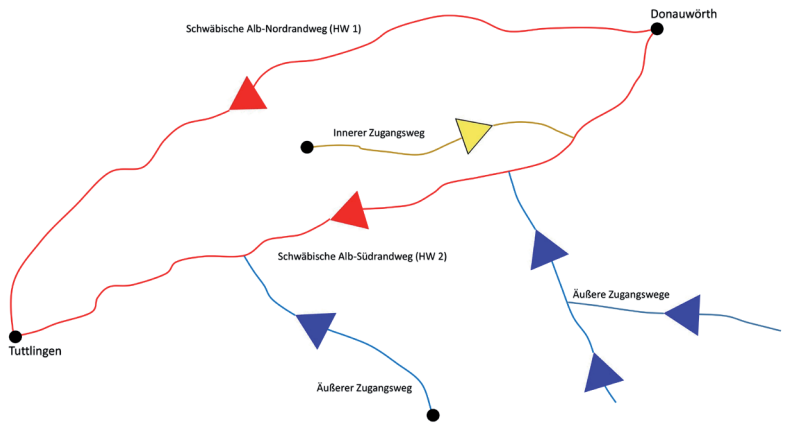 Donauwörth
Schwäbische Alb-Nordrandweg (HW 1)
Innerer Zugangsweg
Schwäbische Alb-Südrandweg (HW 2)
Äußere Zugangswege
Tuttlingen
Äußerer Zugangsweg